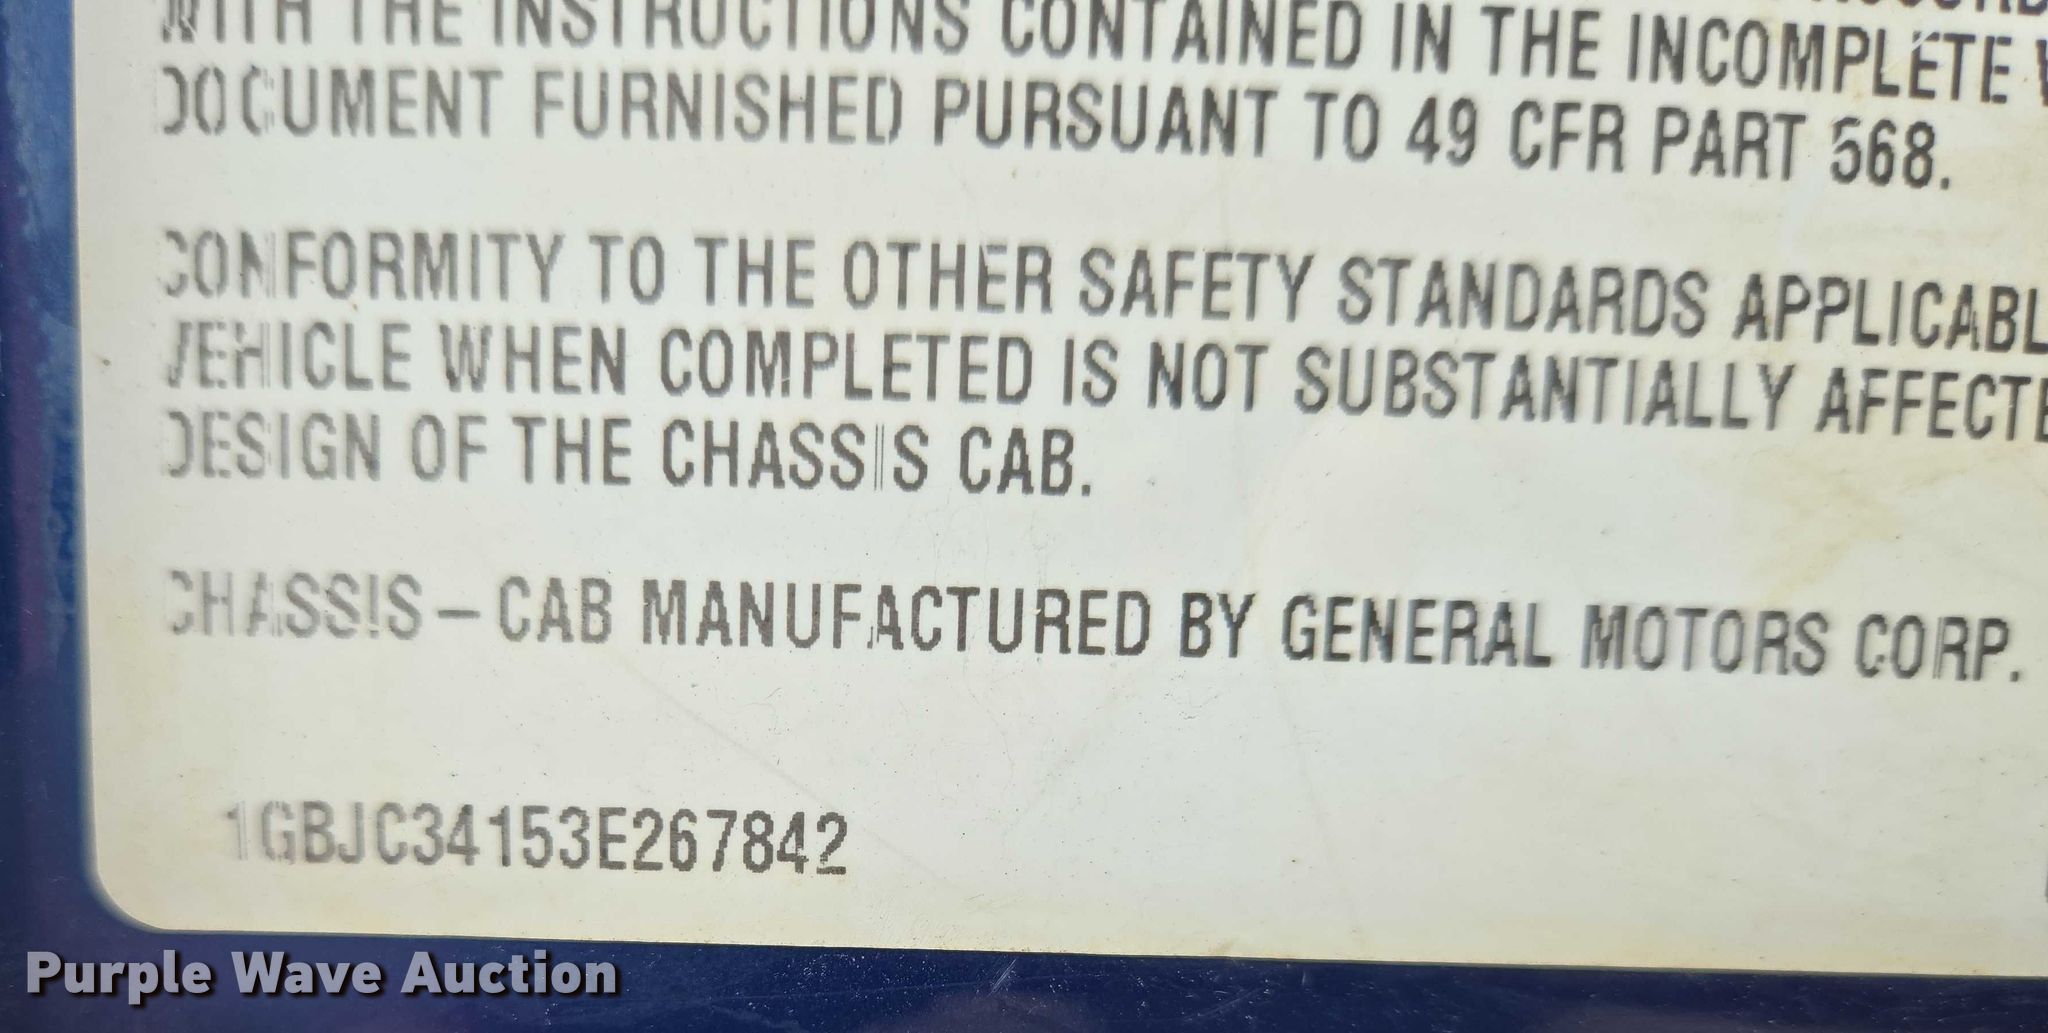 WITH THE INSTRUCTIONS CONTAINED IN THE INCOMPLETE
DOCUMENT FURNISHED PURSUANT TO 49 CFR PART 568.
CONFORMITY TO THE OTHER SAFETY STANDARDS APPLICABL
VEHICLE WHEN COMPLETED IS NOT SUBSTANTIALLY AFFECTE
DESIGN OF THE CHASSIS CAB.
CHASSIS – CAB MANUFACTURED BY GENERAL MOTORS CORP.
1GBJC34153E267842
Purple Wave Auction